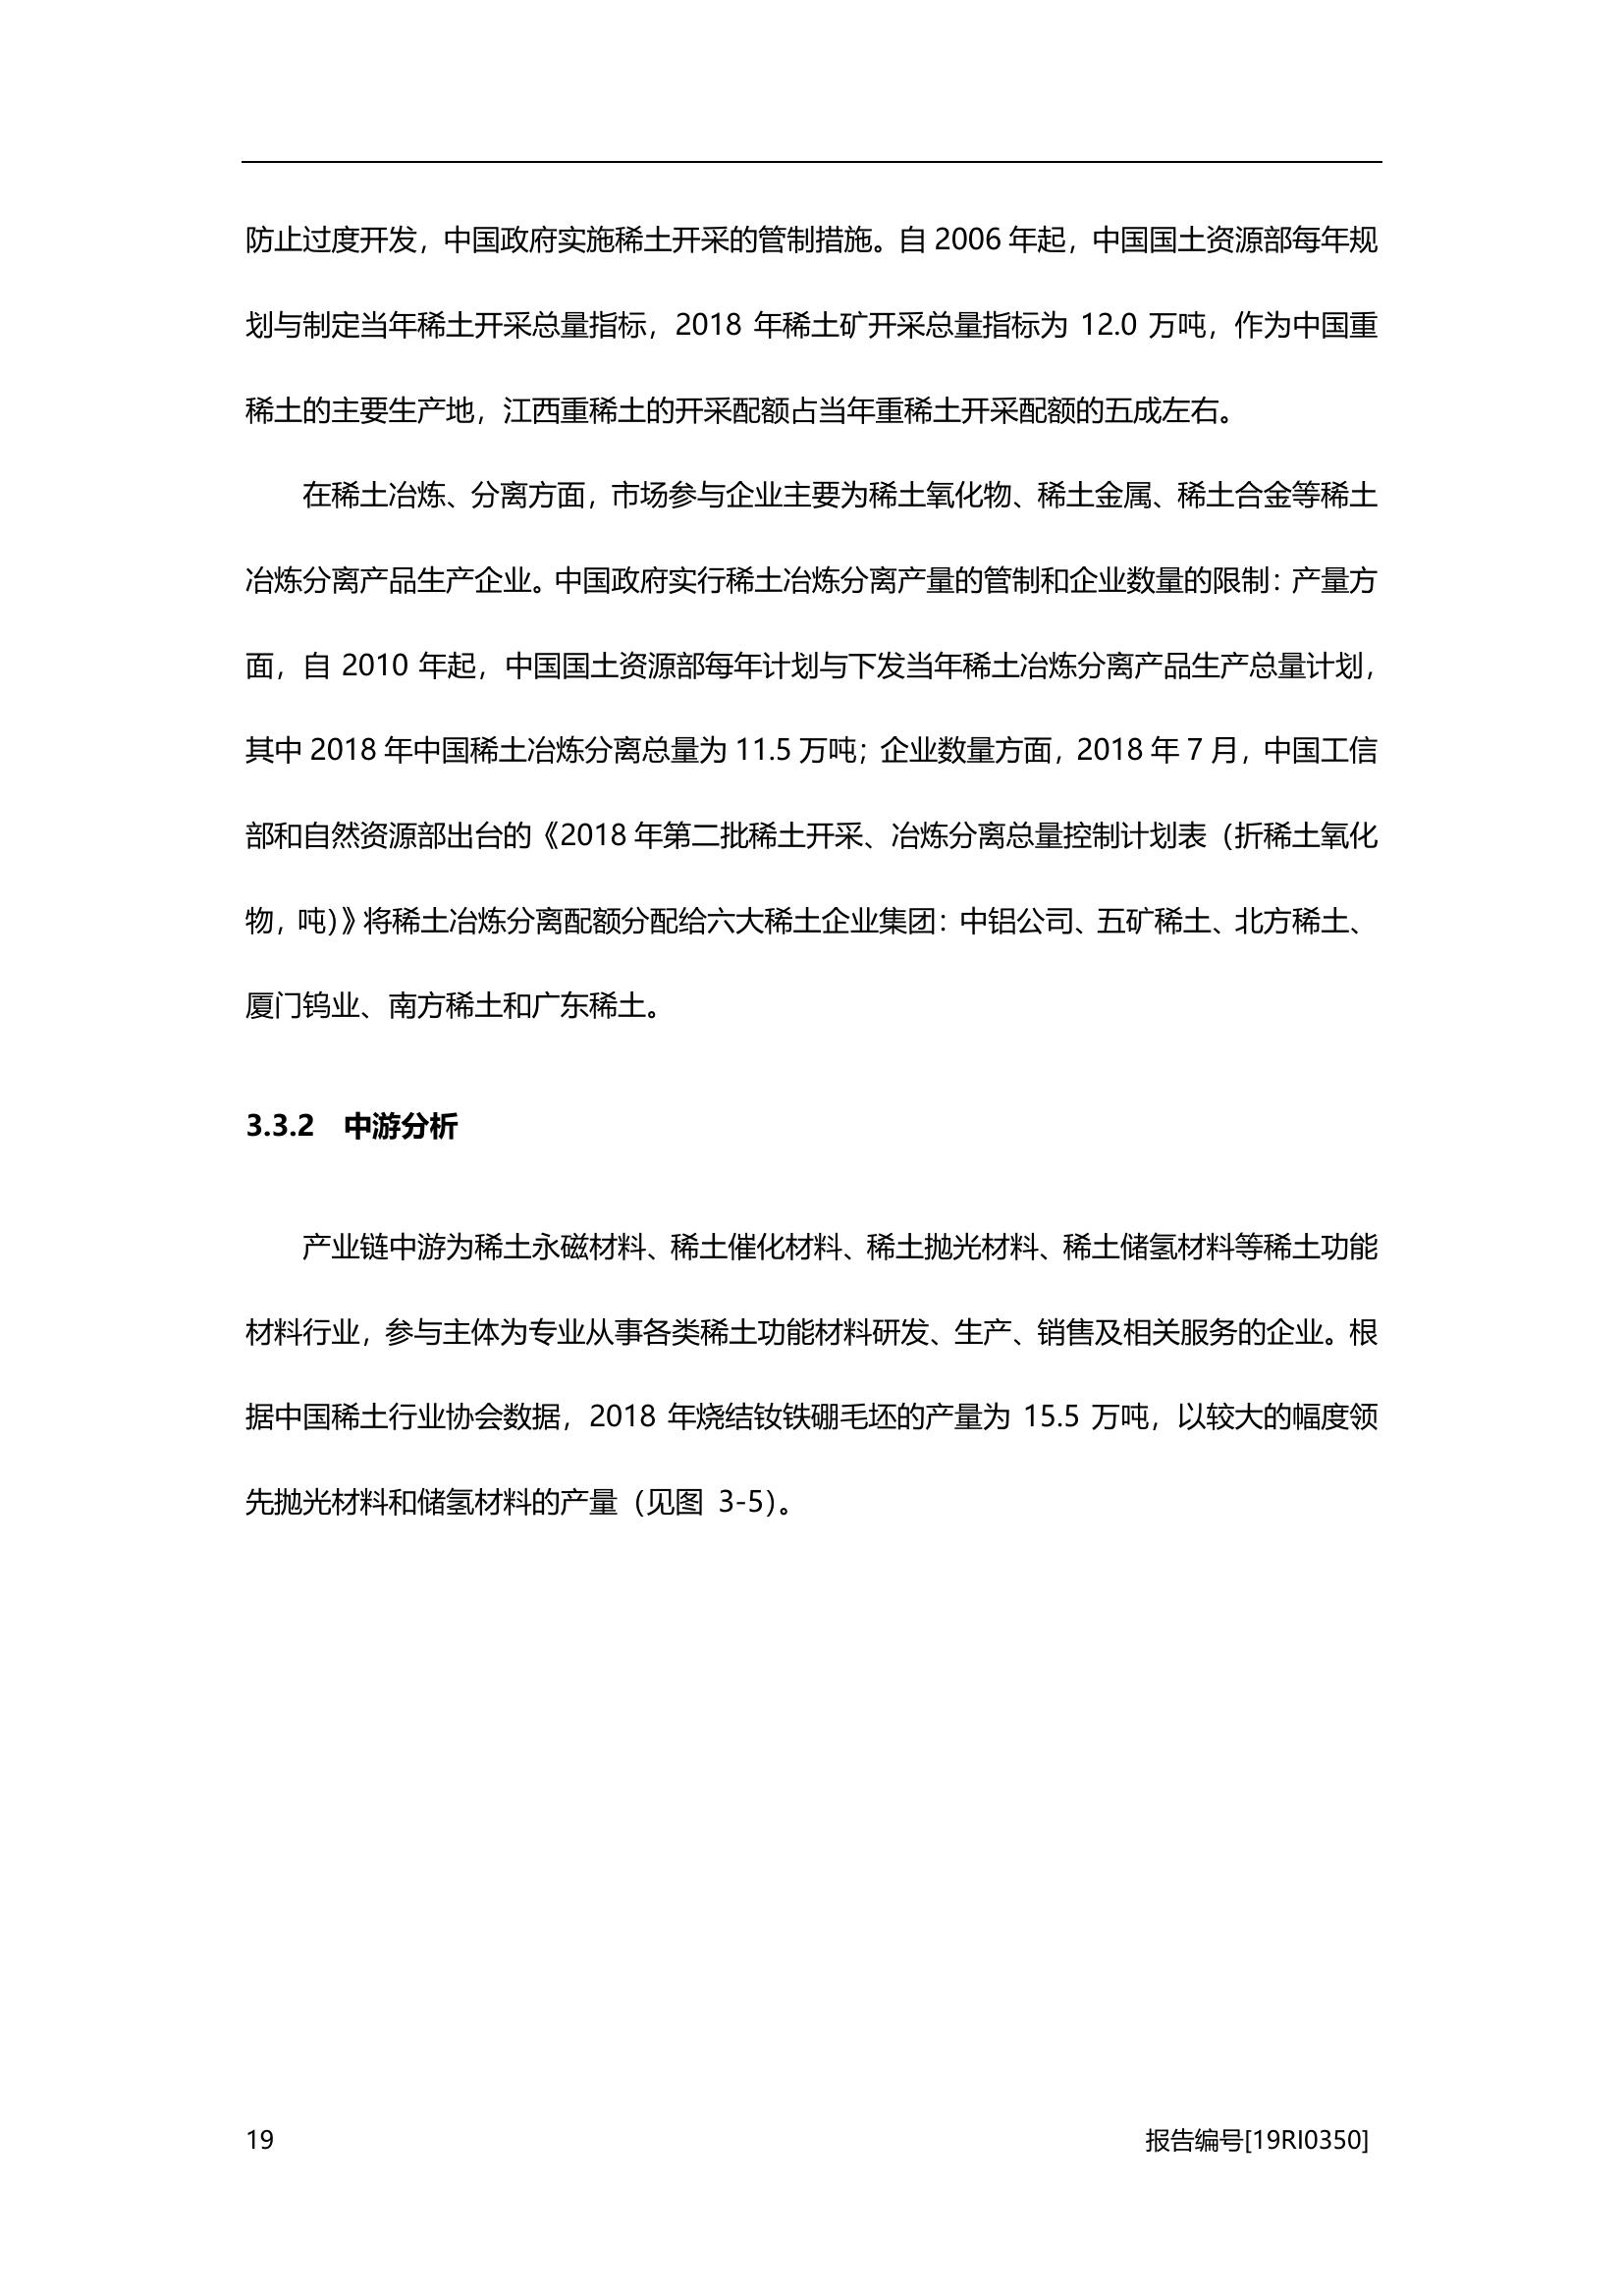 防止过度开发，中国政府实施稀土开采的管制措施。自 2006 年起，中国国土资源部每年规
划与制定当年稀土开采总量指标，2018 年稀土矿开采总量指标为 12.0 万吨，作为中国重
稀土的主要生产地，江西重稀土的开采配额占当年重稀土开采配额的五成左右。
在稀土冶炼、分离方面，市场参与企业主要为稀土氧化物、稀土金属、稀土合金等稀土
冶炼分离产品生产企业。中国政府实行稀土冶炼分离产量的管制和企业数量的限制：产量方
面，自 2010 年起，中国国土资源部每年计划与下发当年稀土冶炼分离产品生产总量计划，
其中 2018 年中国稀土冶炼分离总量为 11.5 万吨；企业数量方面，2018 年 7 月，中国工信
部和自然资源部出台的《2018 年第二批稀土开采、冶炼分离总量控制计划表（折稀土氧化
物，吨）》将稀土冶炼分离配额分配给六大稀土企业集团：中铝公司、五矿稀土、北方稀土、
厦门钨业、南方稀土和广东稀土。
3.3.2 中游分析
产业链中游为稀土永磁材料、稀土催化材料、稀土抛光材料、稀土储氢材料等稀土功能
材料行业，参与主体为专业从事各类稀土功能材料研发、生产、销售及相关服务的企业。根
据中国稀土行业协会数据，2018 年烧结钕铁硼毛坯的产量为 15.5 万吨，以较大的幅度领
先抛光材料和储氢材料的产量（见图 3-5）。
19 报告编号[19RI0350]